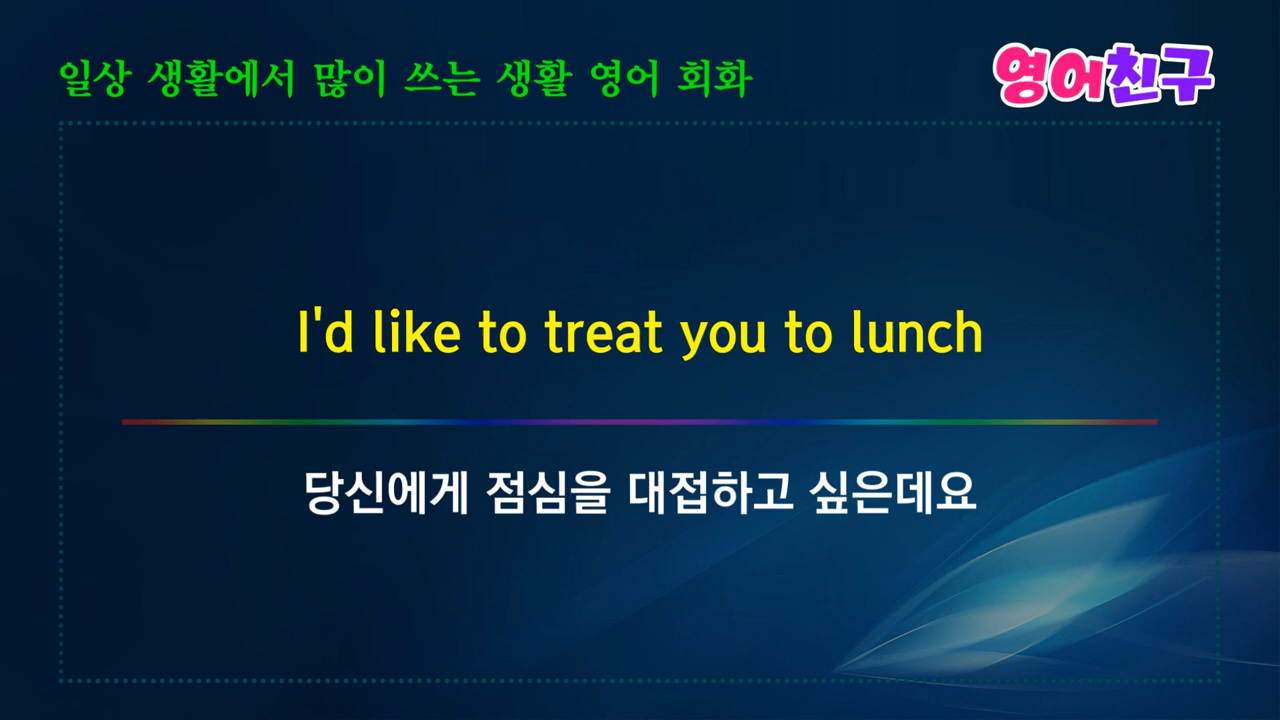 일상 생활에서 많이 쓰는 생활 영어 회화
영어친구
I'd like to treat you to lunch
당신에게 점심을 대접하고 싶은데요